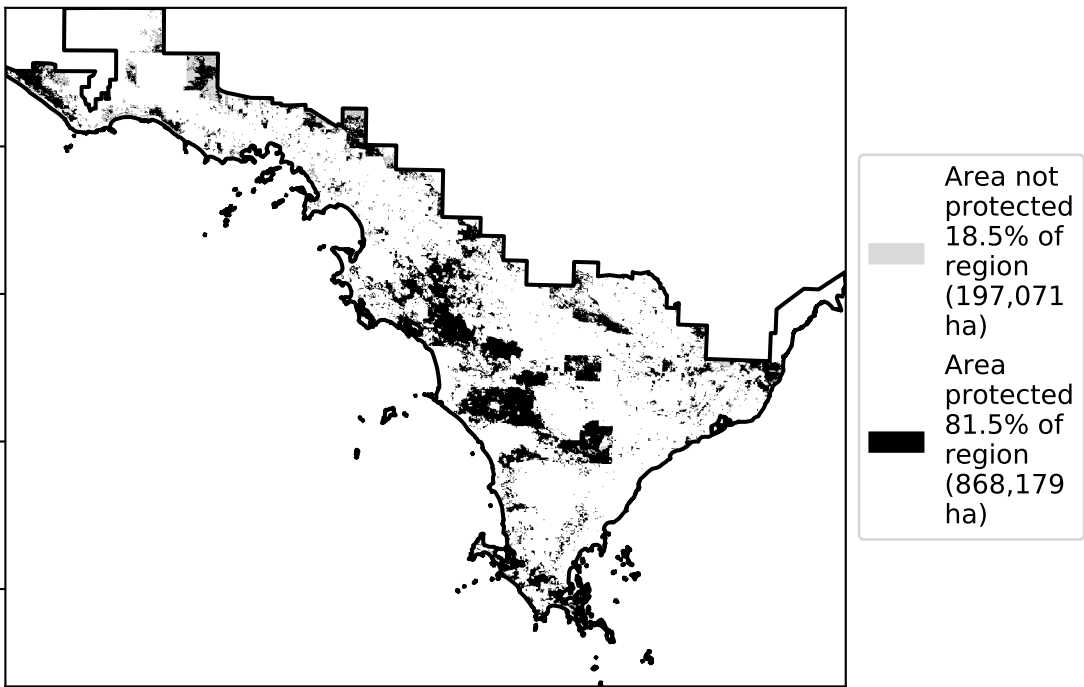 Area not
protected
18.5% of
region
(197,071
ha)
Area
protected
81.5% of
region
(868,179
ha)